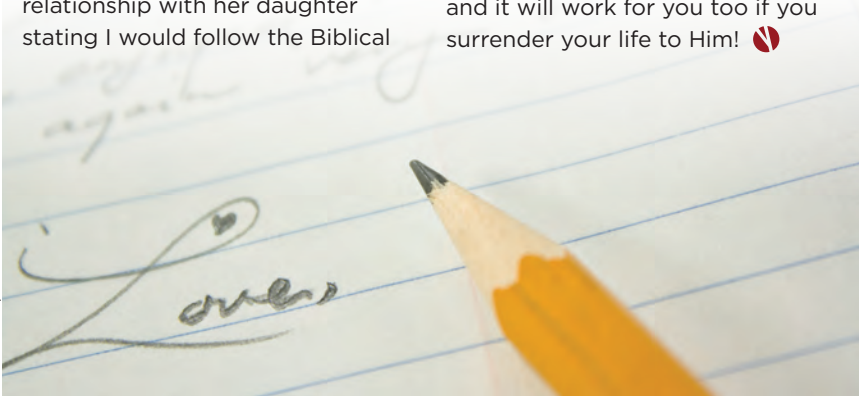 relationship with her daughter
stating I would follow the Biblical
and it will work for you too if you
surrender your life to Him!
again
Love,